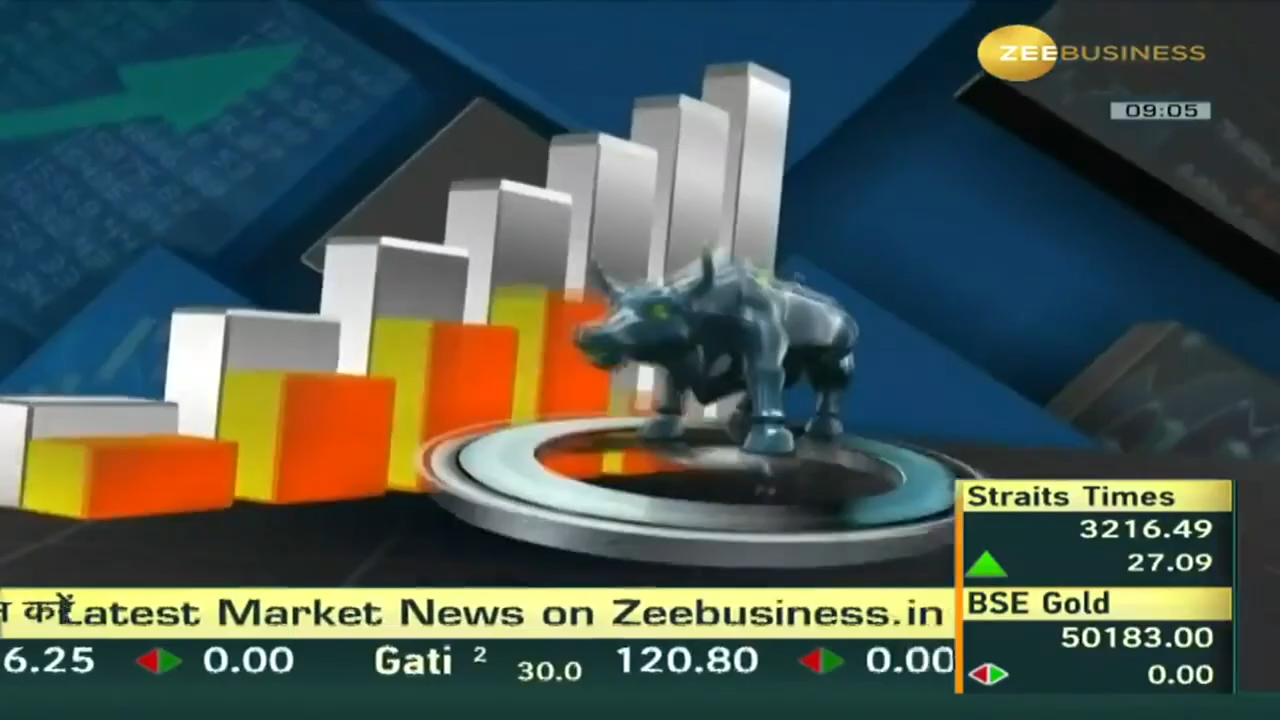 ZEEBUSINESS
09:05
Straits Times
3216.49
27.09
BSE Gold
50183.00
0.00
करें Latest Market News on Zeebusiness.in
6.25 0.00 Gati 2 30.0 120.80 0.00